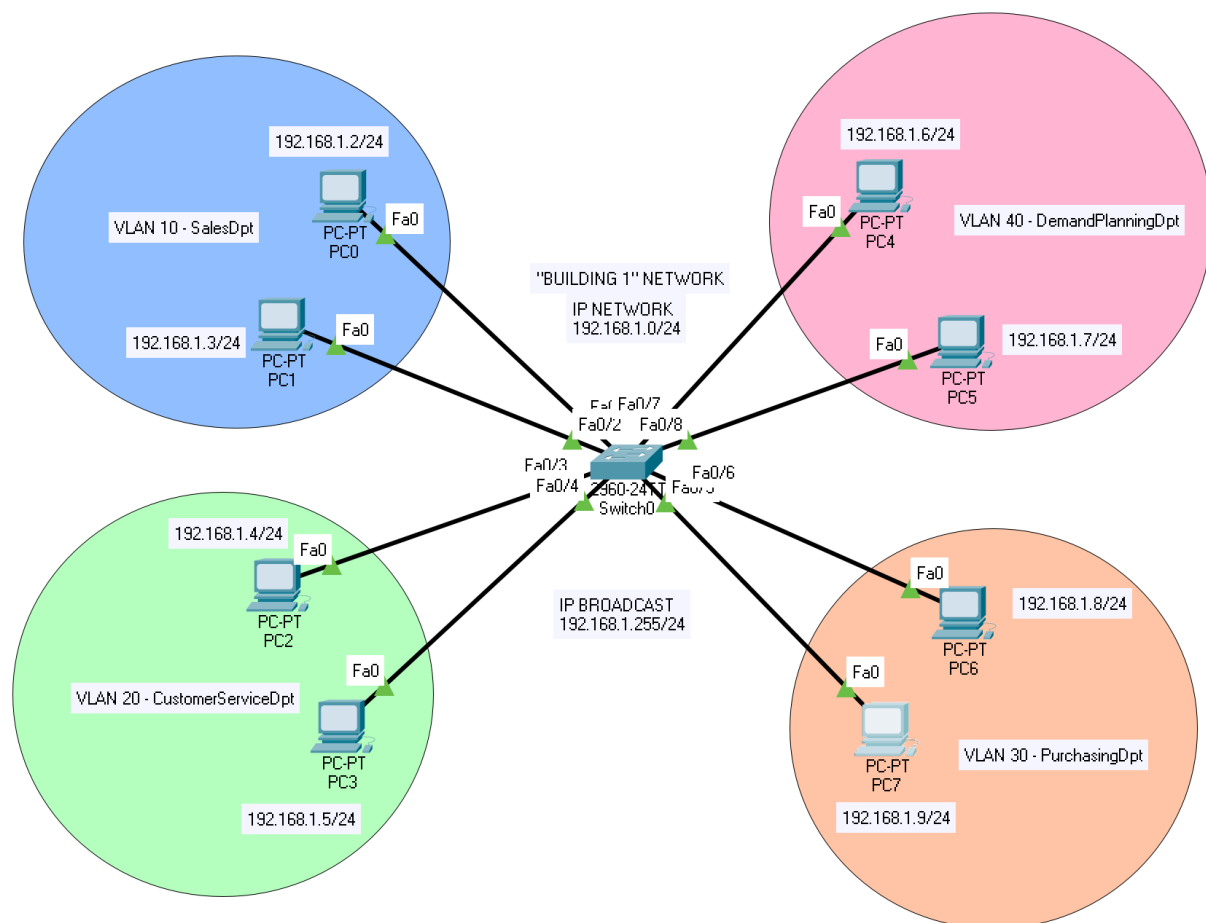 192.168.1.2/24
VLAN 10 - SalesDpt
Fa0
PC-PT
PC0
192.168.1.3/24
Fa0
PC-PT
PC1
"BUILDING 1" NETWORK
IP NETWORK
192.168.1.0/24
192.168.1.6/24
Fa0
PC-PT
PC4
VLAN 40 - DemandPlanningDpt
Fa0
192.168.1.7/24
PC-PT
PC5
Fa0/7
Fa0/2
Fa0/8
Fa0/3
Fa0/4
Fa0/6
Switch0
192.168.1.4/24
Fa0
PC-PT
PC2
Fa0
VLAN 20 - CustomerServiceDpt
PC-PT
PC3
192.168.1.5/24
IP BROADCAST
192.168.1.255/24
Fa0
192.168.1.8/24
PC-PT
PC6
Fa0
PC-PT
PC7
VLAN 30 - PurchasingDpt
192.168.1.9/24